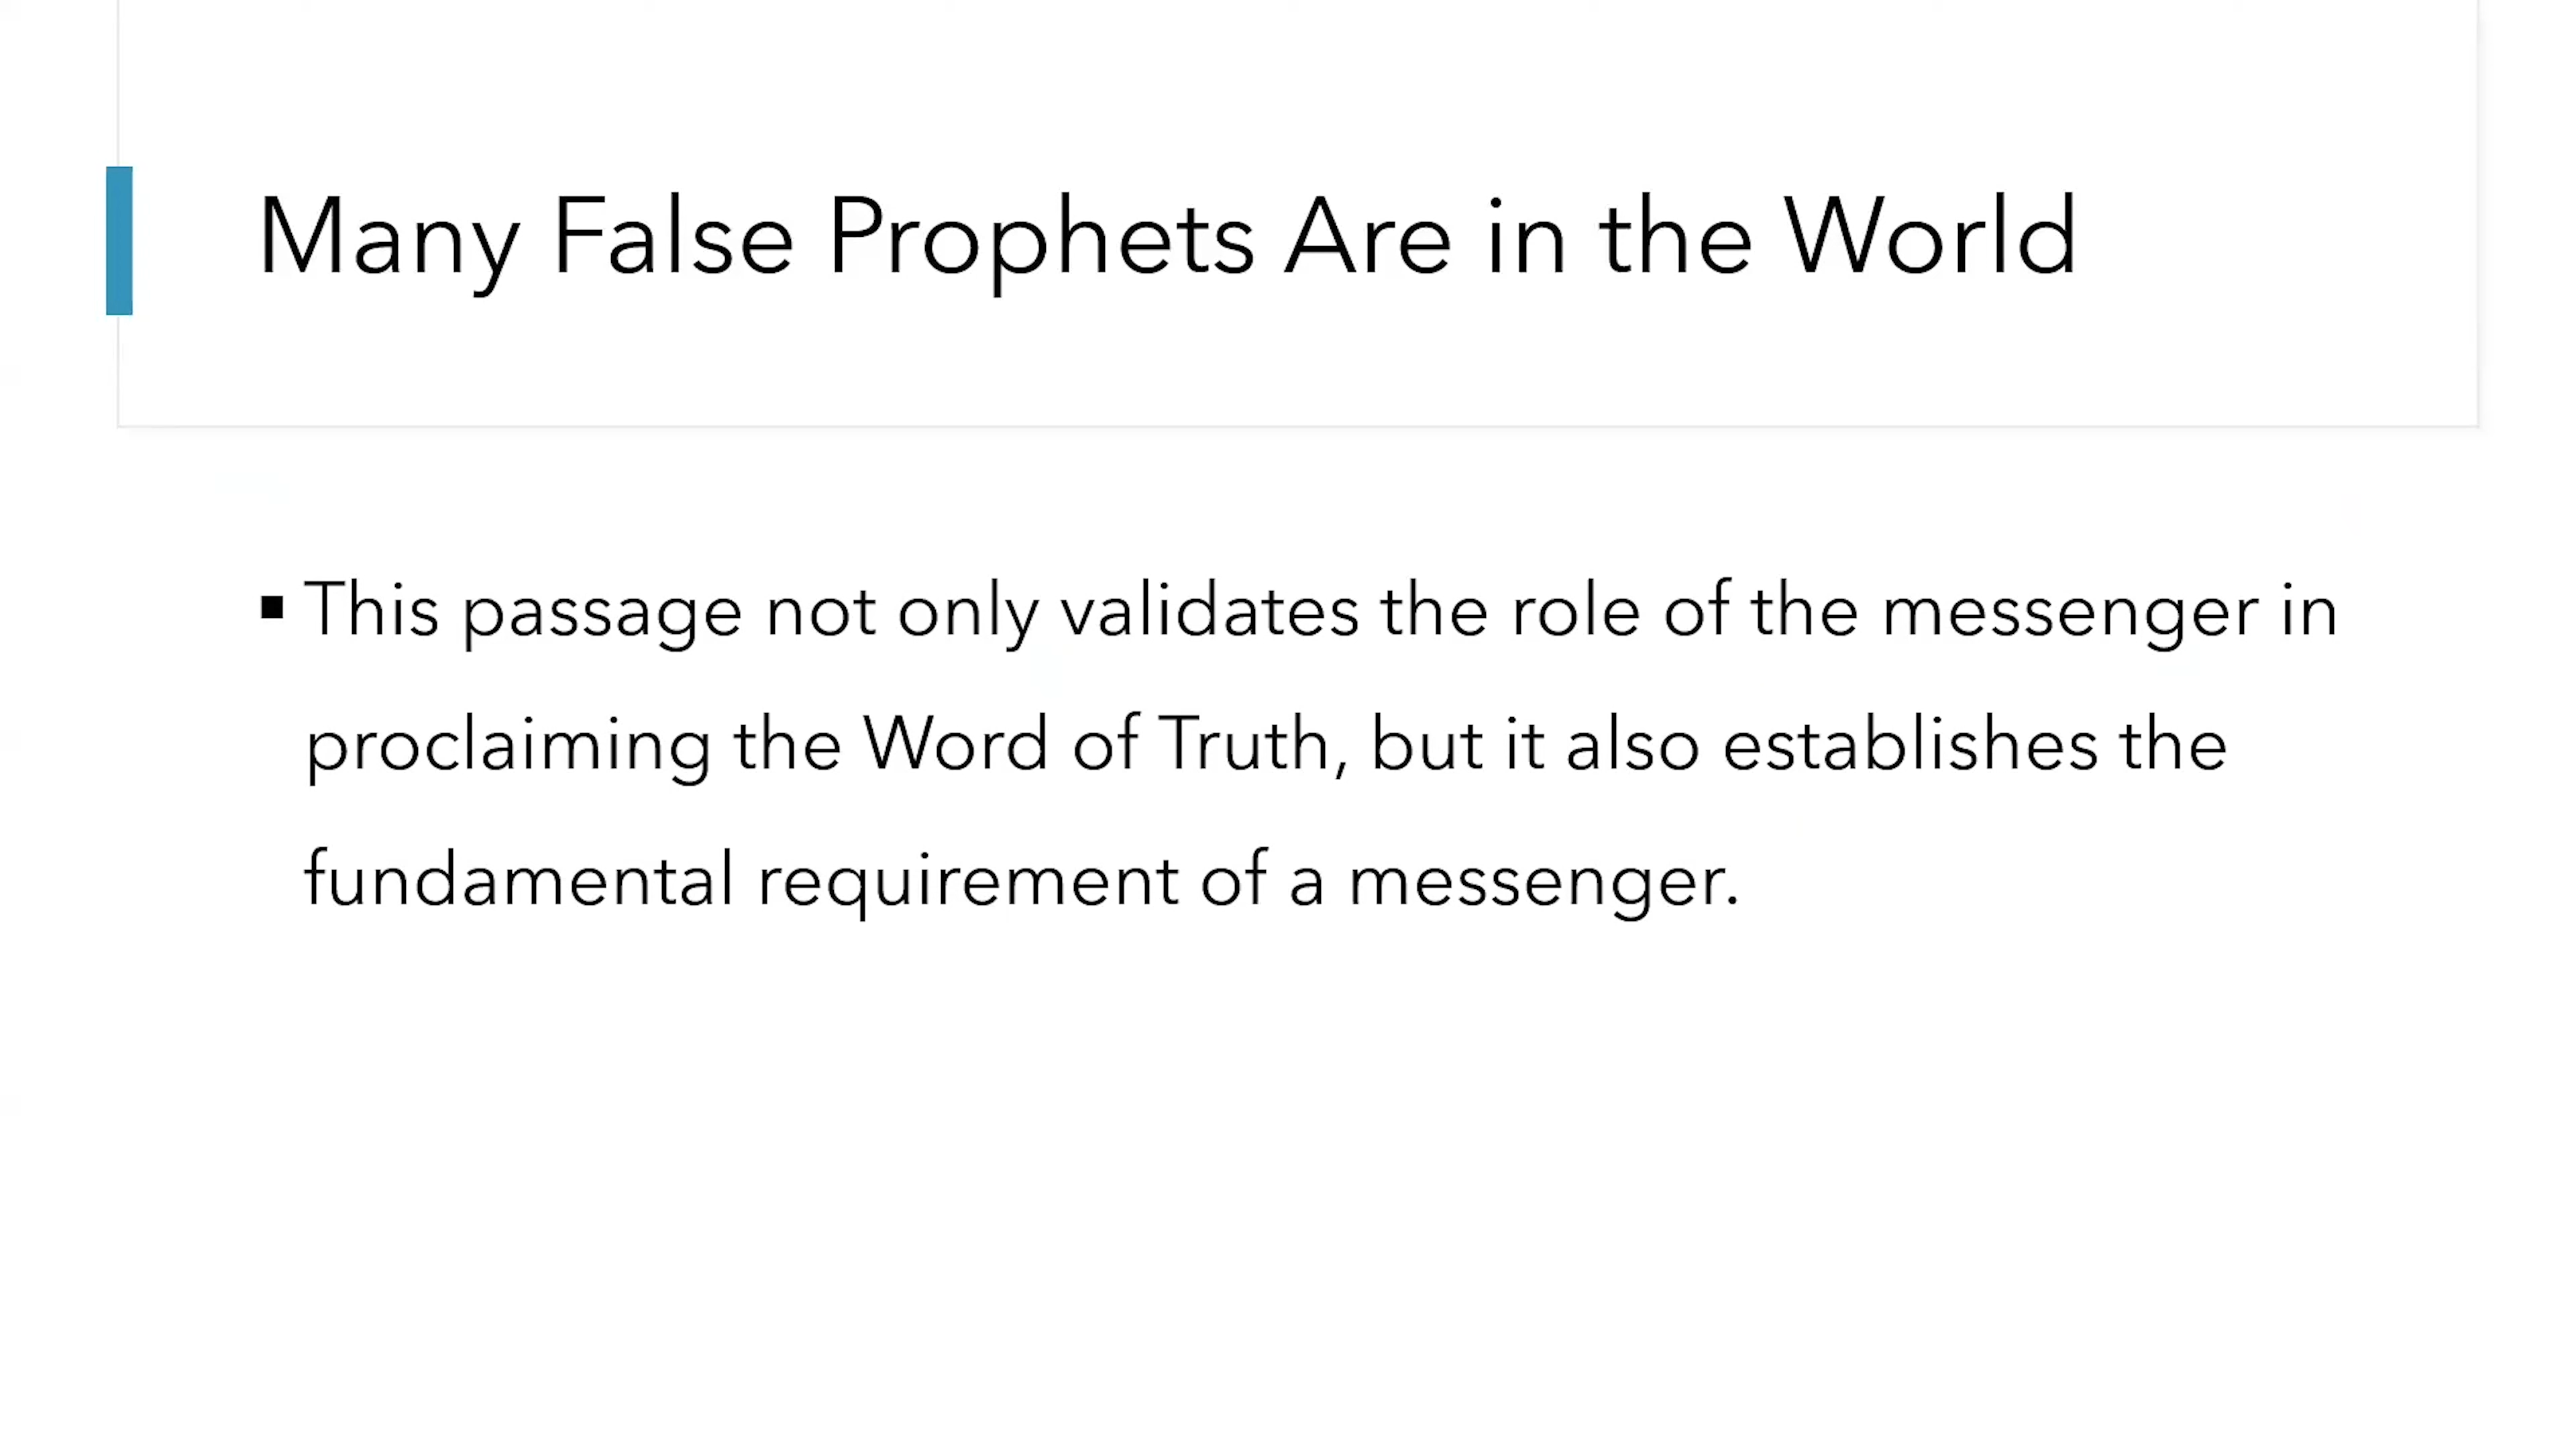 Many False Prophets Are in the World
▪ This passage not only validates the role of the messenger in
proclaiming the Word of Truth, but it also establishes the
fundamental requirement of a messenger.